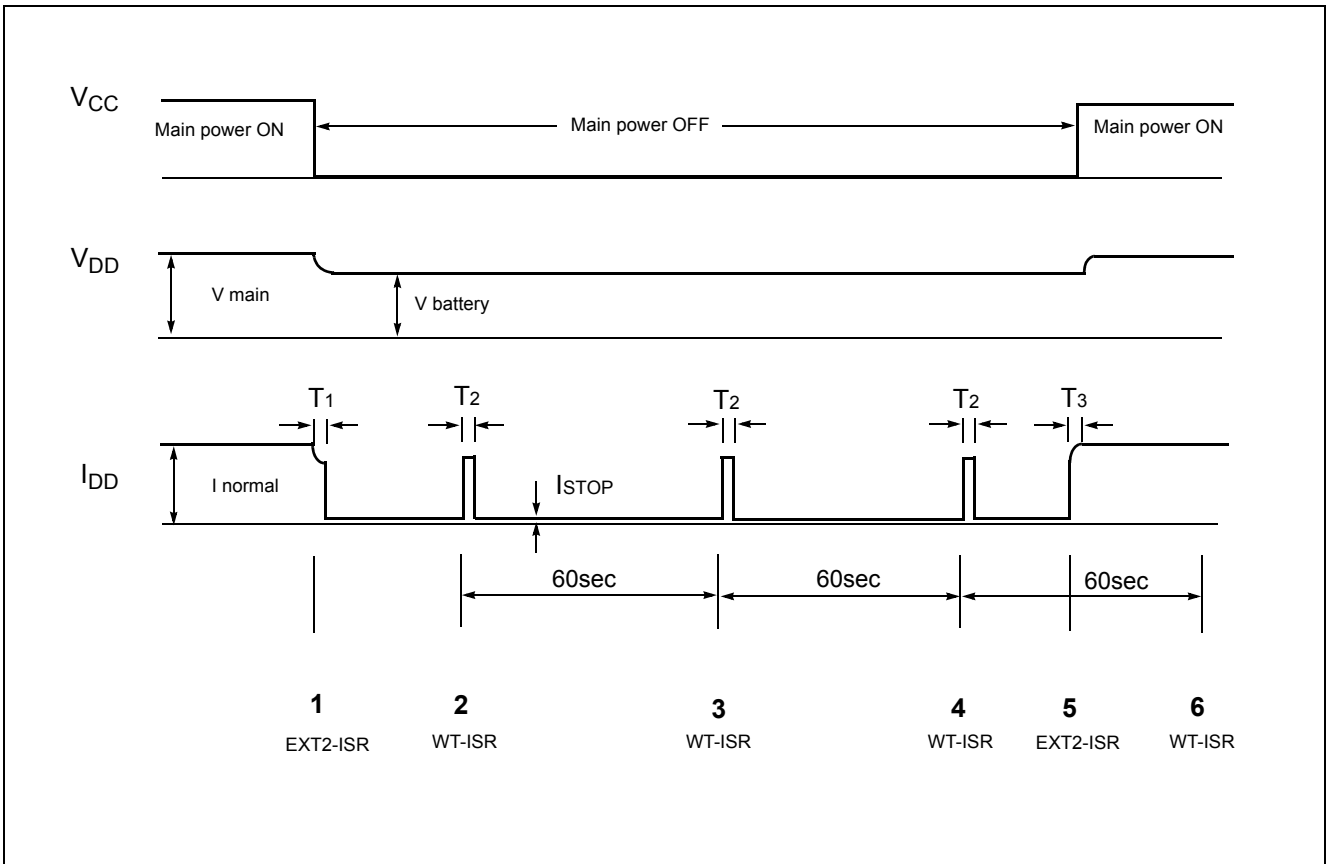 VCC
Main power ON
Main power OFF
Main power ON
VDD
V main
V battery
T1
T2
T2
T2
T3
IDD
I normal
ISTOP
60sec
60sec
60sec
1
2
3
4
5
6
EXT2-ISR
WT-ISR
WT-ISR
WT-ISR
EXT2-ISR
WT-ISR